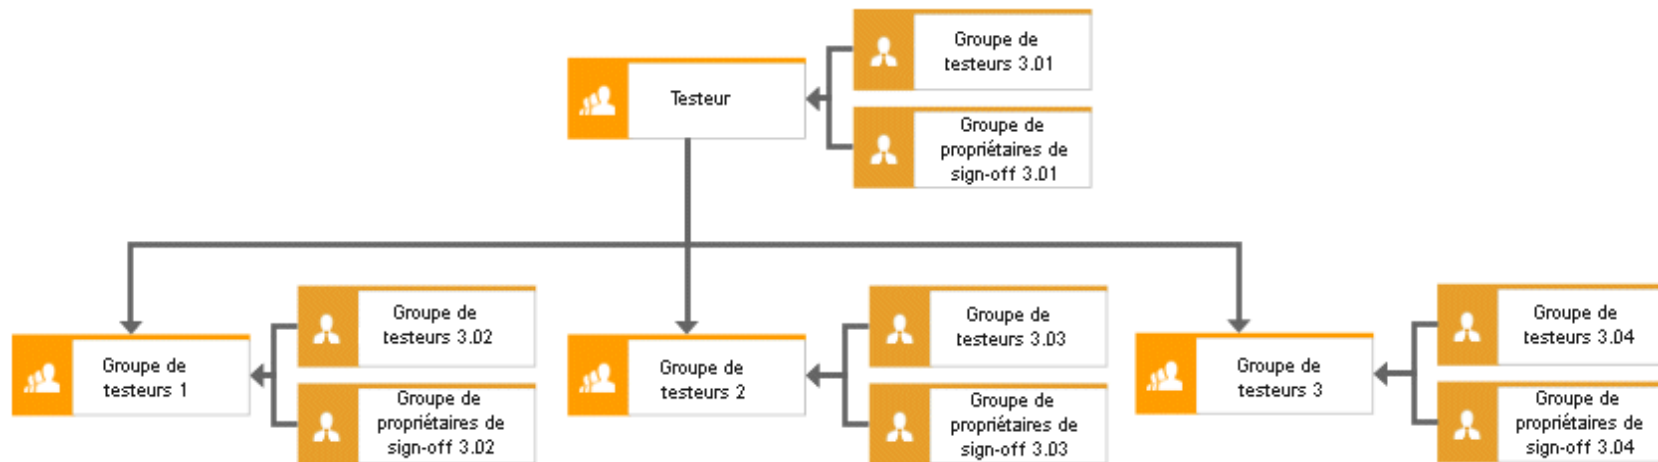 Groupe de
testeurs 3.01
Testeur
Groupe de
propriétaires de
sign-off 3.01
Groupe de
testeurs 3.02
Groupe de
testeurs 1
Groupe de
propriétaires de
sign-off 3.02
Groupe de
testeurs 3.03
Groupe de
testeurs 2
Groupe de
propriétaires de
sign-off 3.03
Groupe de
testeurs 3.04
Groupe de
testeurs 3
Groupe de
propriétaires de
sign-off 3.04